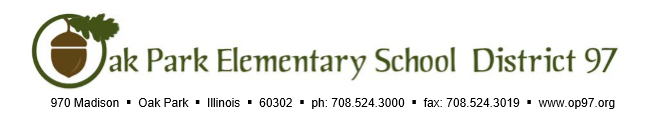 Oak Park Elementary School District 97
970 Madison ▪ Oak Park ▪ Illinois ▪ 60302 ▪ ph: 708.524.3000 ▪ fax: 708.524.3019 ▪ www.op97.org